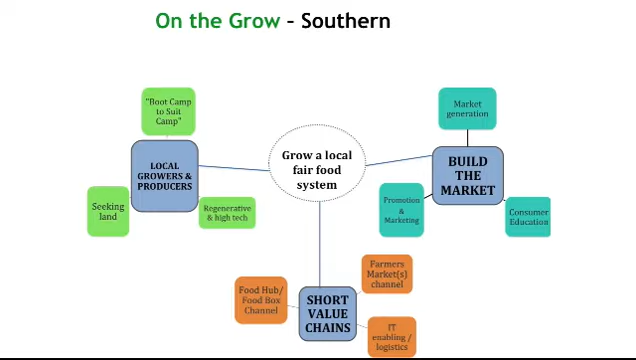 On the Grow – Southern
"Boot Camp
to Suit
Camp"
LOCAL
GROWERS &
PRODUCERS
Seeking
land
Regenerative
& high tech
Grow a local
fair food
system
Market
generation
BUILD
THE
MARKET
Promotion
&
Marketing
Consumer
Education
Farmers
Market(s)
channel
Food Hub/
Food Box
Channel
SHORT
VALUE
CHAINS
IT
enabling /
logistics